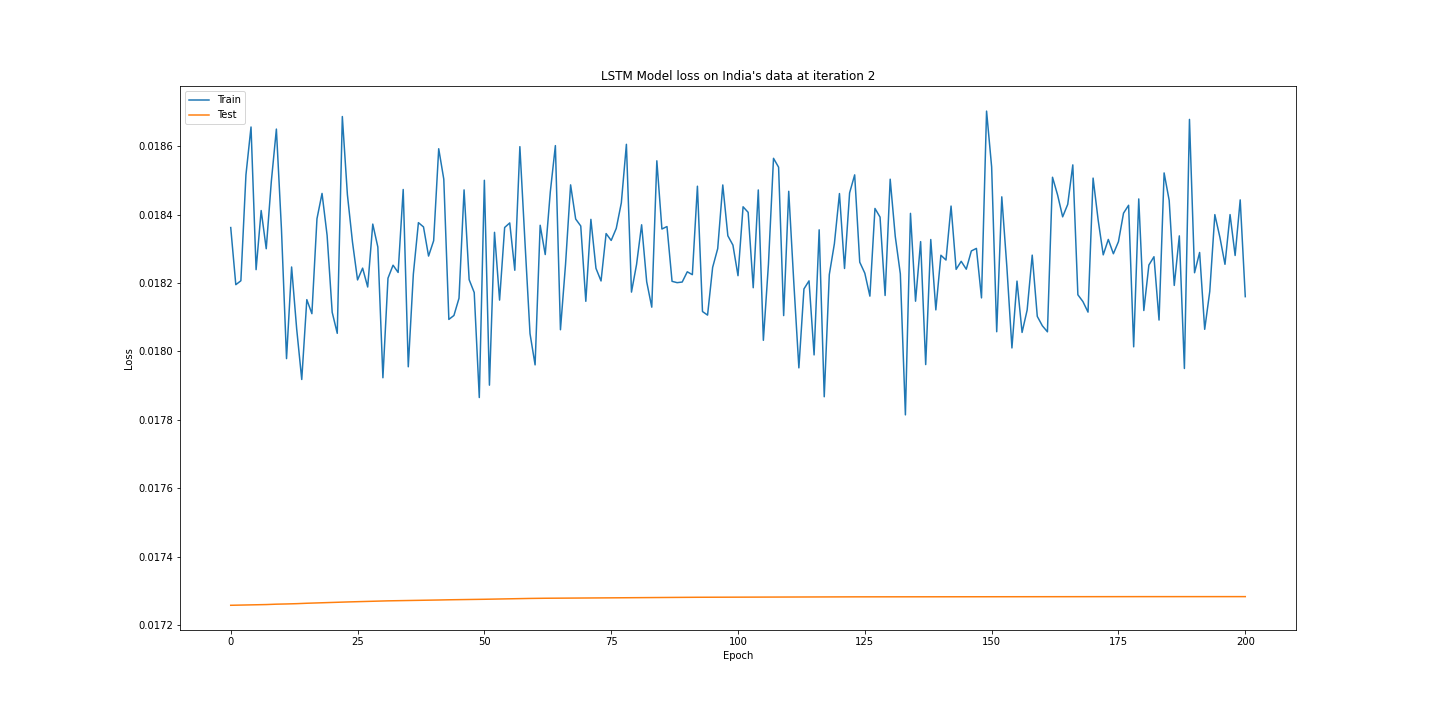 LSTM Model loss on India's data at iteration 2
Train
Test
0.0186
0.0184
0.0182
0.0180
0.0178
0.0176
0.0174
0.0172
Loss
0 25 50 75 100 125 150 175 200
Epoch